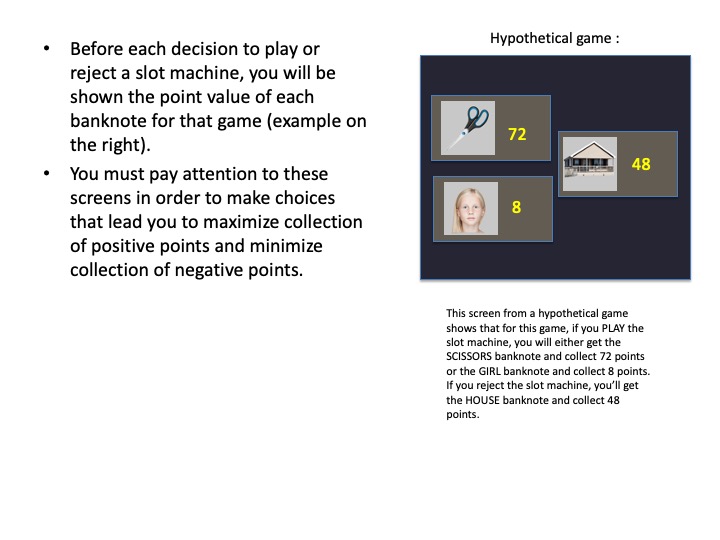 • Before each decision to play or
reject a slot machine, you will be
shown the point value of each
banknote for that game (example on
the right).
• You must pay attention to these
screens in order to make choices
that lead you to maximize collection
of positive points and minimize
collection of negative points.
Hypothetical game :
72
48
8
This screen from a hypothetical game
shows that for this game, if you PLAY the
slot machine, you will either get the
SCISSORS banknote and collect 72 points
or the GIRL banknote and collect 8 points.
If you reject the slot machine, you’ll get
the HOUSE banknote and collect 48
points.